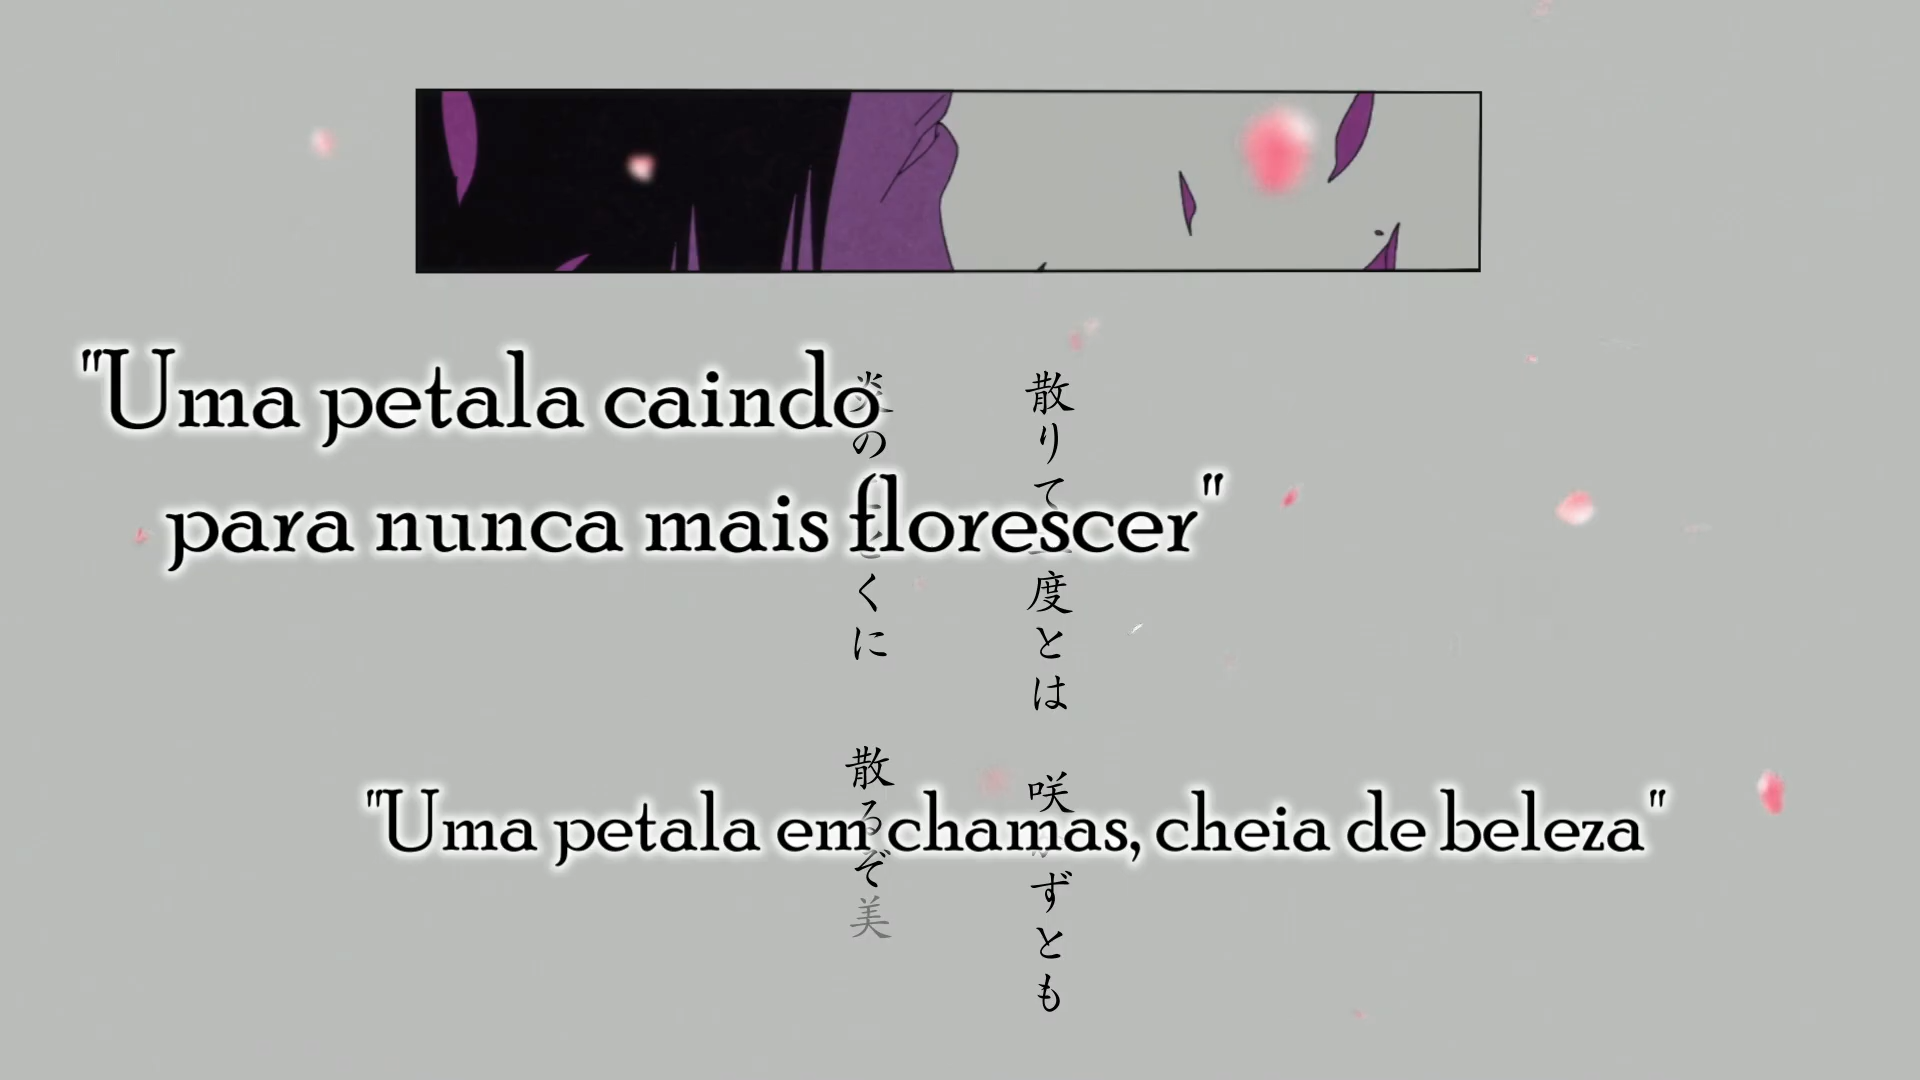 "Uma petala caindo
para nunca mais florescer"
"Uma petala em chamas, cheia de beleza"
散りて 度とは 咲 ずとも
の くに 散るぞ美